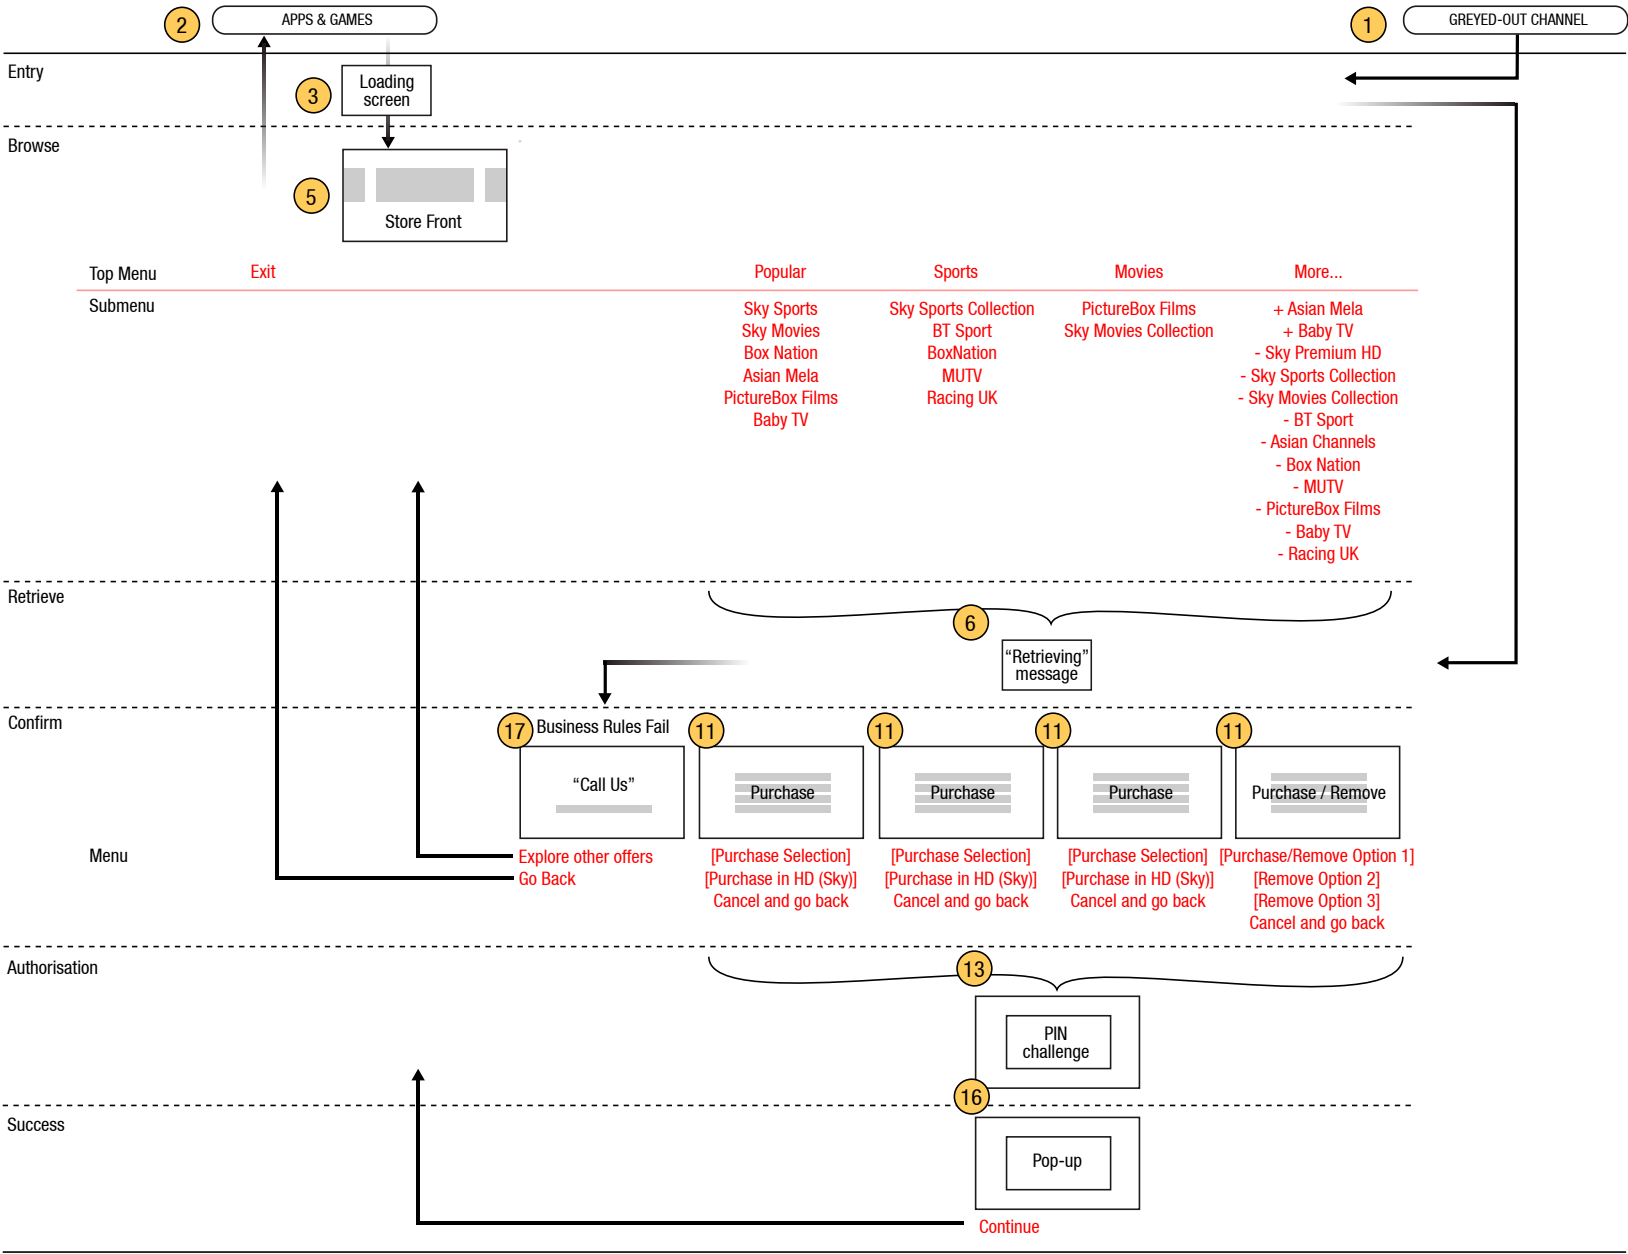 2
APPS & GAMES
1
GREYED-OUT CHANNEL
Entry
3
Loading
screen
Browse
5
Store Front
Top Menu
Exit
Popular
Sports
Movies
More...
Submenu
Sky Sports
Sky Movies
Box Nation
Asian Mela
PictureBox Films
Baby TV
Sky Sports Collection
BT Sport
BoxNation
MUTV
Racing UK
PictureBox Films
Sky Movies Collection
+ Asian Mela
+ Baby TV
- Sky Premium HD
- Sky Sports Collection
- Sky Movies Collection
- BT Sport
- Asian Channels
- Box Nation
- MUTV
- PictureBox Films
- Baby TV
- Racing UK
Retrieve
6
“Retrieving”
message
Confirm
17
Business Rules Fail
“Call Us”
11
Purchase
11
Purchase
11
Purchase
11
Purchase / Remove
Menu
Explore other offers
Go Back
[Purchase Selection]
[Purchase in HD (Sky)]
Cancel and go back
[Purchase Selection]
[Purchase in HD (Sky)]
Cancel and go back
[Purchase Selection]
[Purchase in HD (Sky)]
Cancel and go back
[Purchase/Remove Option 1]
[Remove Option 2]
[Remove Option 3]
Cancel and go back
Authorisation
13
PIN
challenge
16
Success
Pop-up
Continue